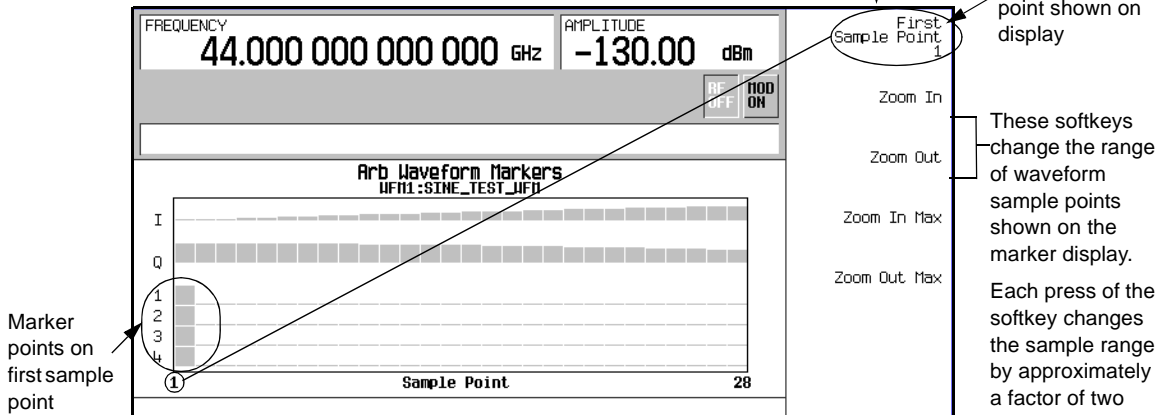 point shown on
display
FREQUENCY
44.000 000 000 000 GHz
AMPLITUDE
-130.00 dBm
RF
OFF
MOD
ON
First
Sample Point
1
Zoom In
Zoom Out
Zoom In Max
Zoom Out Max
These softkeys
change the range
of waveform
sample points
shown on the
marker display.
Each press of the
softkey changes
the sample range
by approximately
a factor of two
Arb Waveform Markers
WFM1:SINE_TEST_WFM
I
Q
1
2
3
4
1 Sample Point 28
Marker
points on
first sample
point